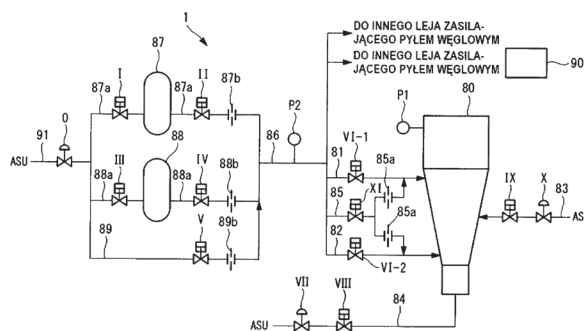 1
DO INNEGO LEJA ZASILA-
JĄCEGO PYŁEM WĘGLOWYM
DO INNEGO LEJA ZASILA-
JĄCEGO PYŁEM WĘGLOWYM
90
87
I
II
87b
87a
87a
P2
P1
80
O
91
ASU
88
86
81
VI-1
85a
III
IV
88b
88a
88a
85
XI
IX
X
83
AS
85a
89
V
89b
82
VI-2
VII
VIII
84
ASU